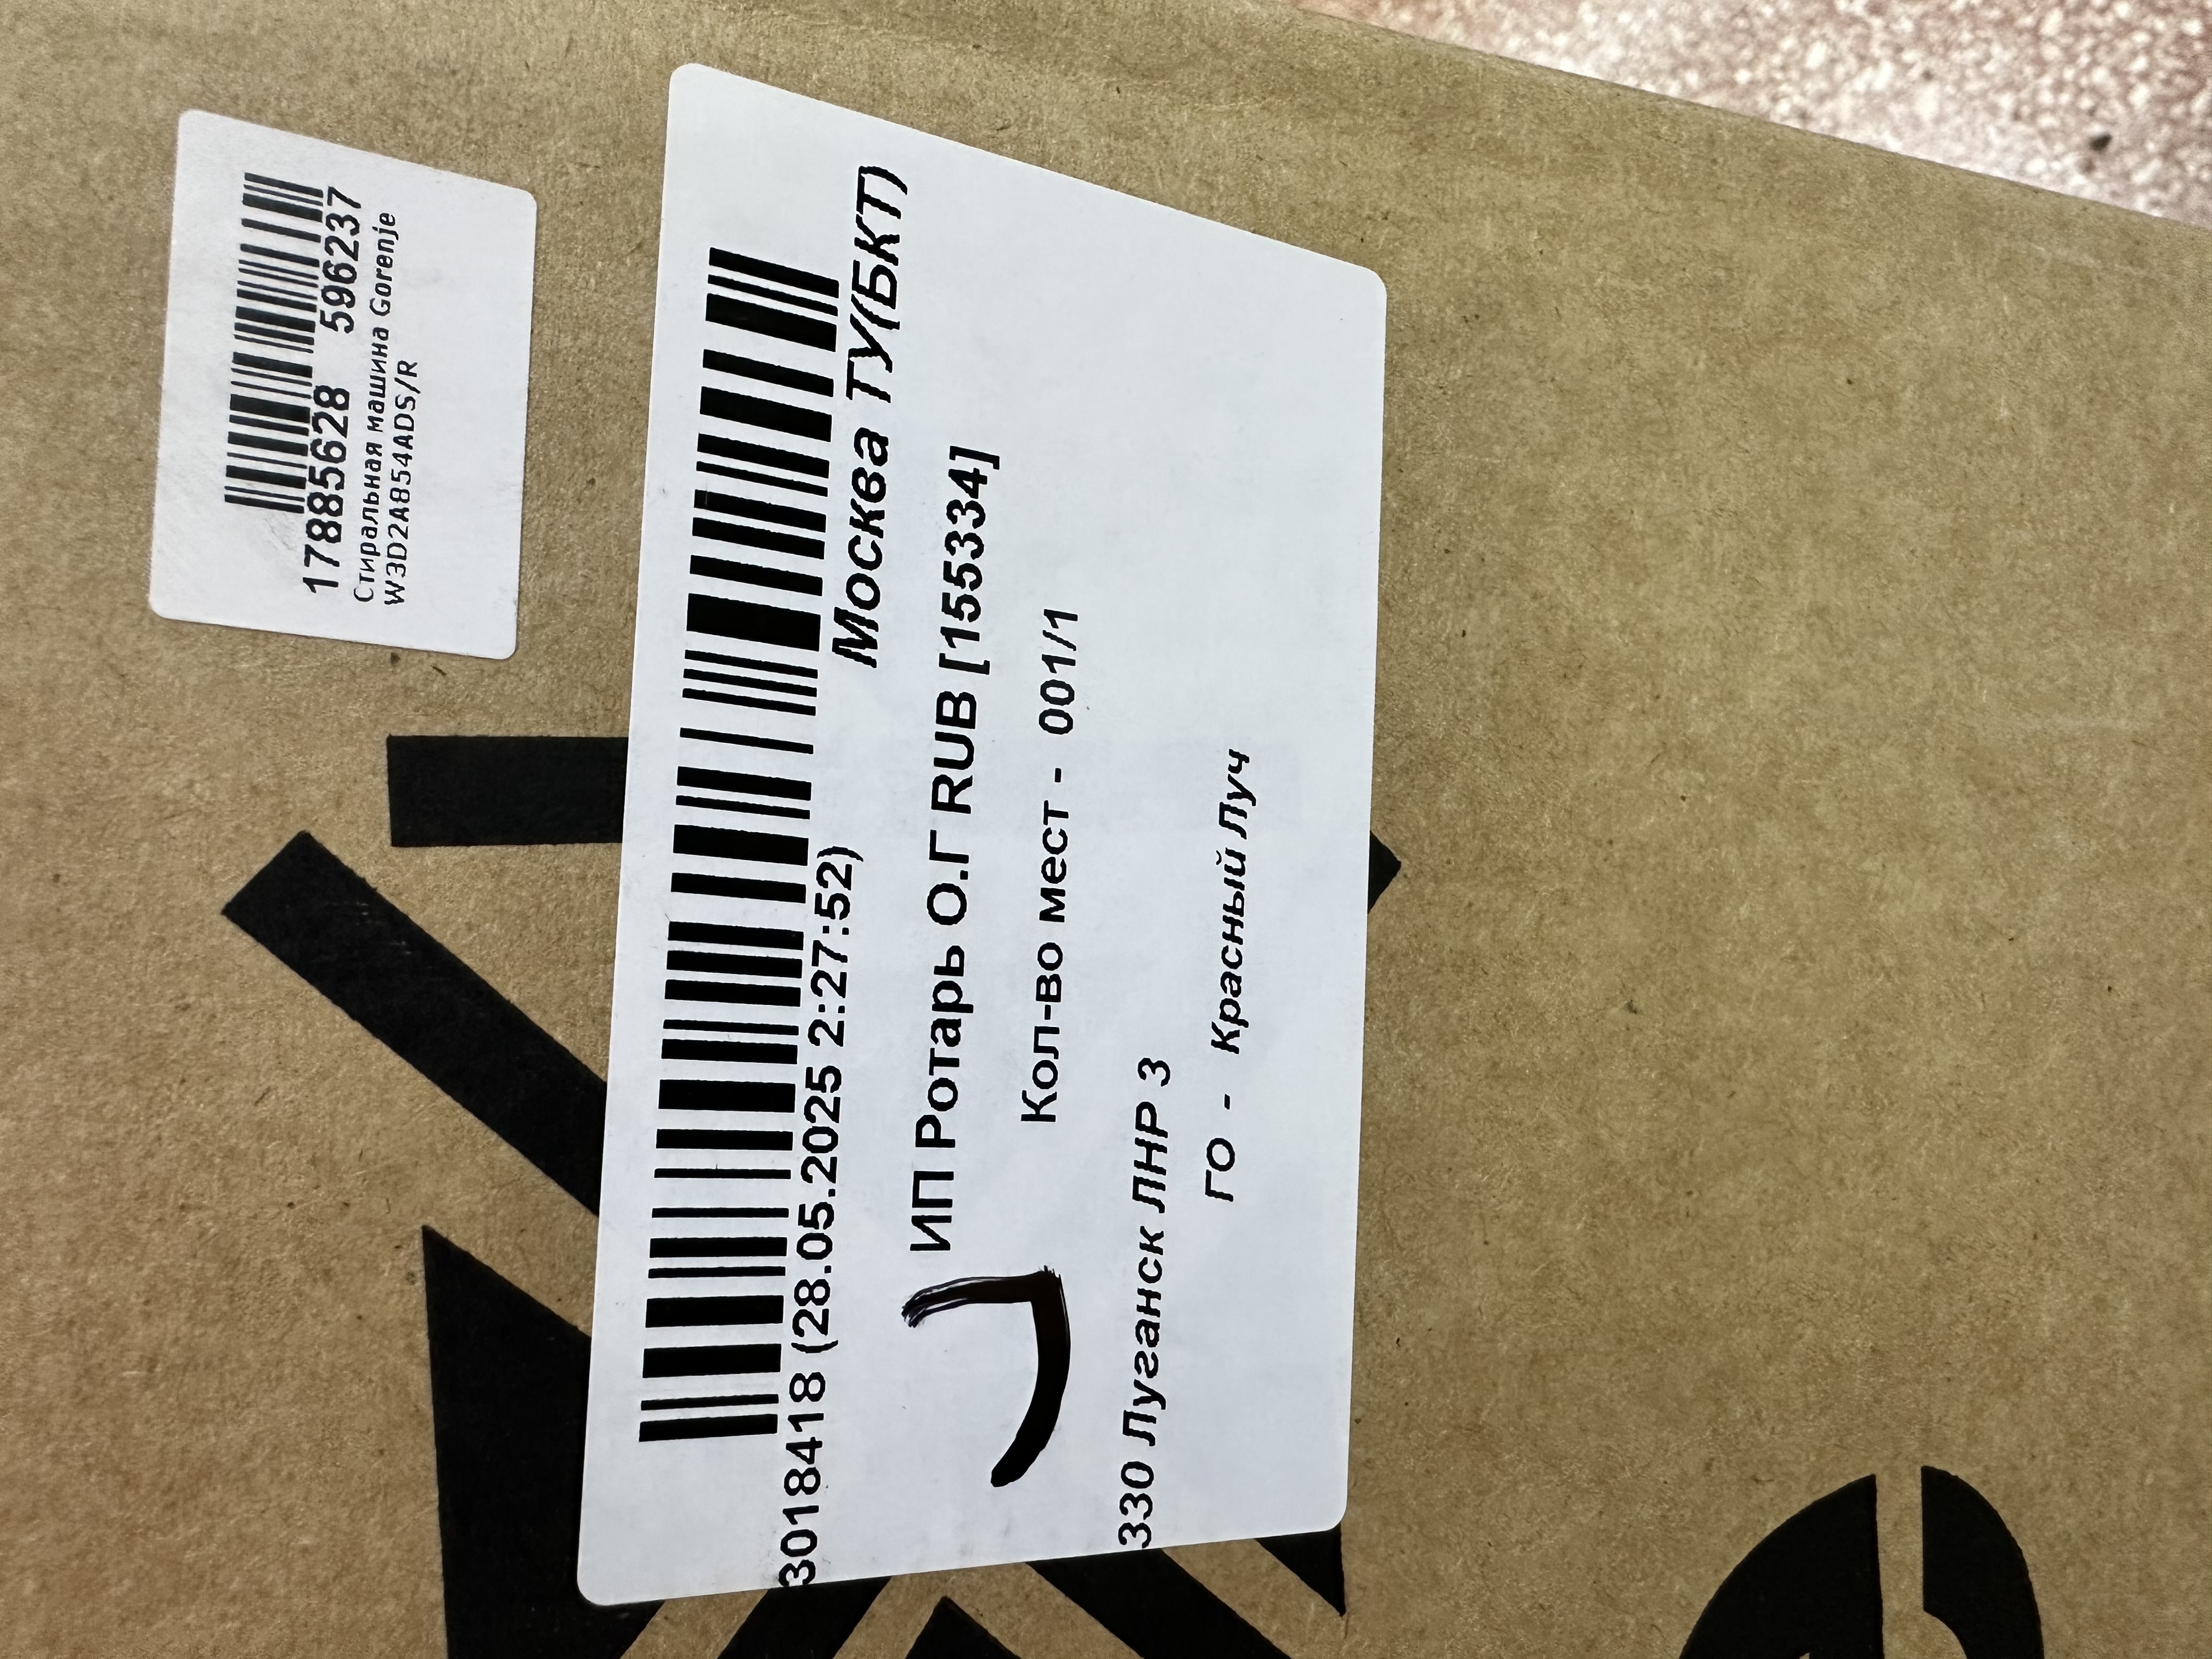 17885628 596237
Стиральная машина Gorenje
W3D2A854ADS/R
3018418 (28.05.2025 2:27:52)
Москва ТУ(БКТ)
ИП Ротарь О.Г RUB [155334]
Кол-во мест - 001/1
330 Луганск ЛНР 3
ГО - Красный Луч